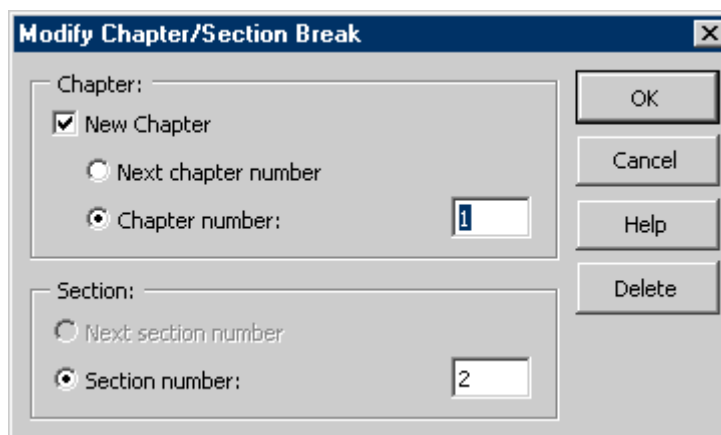 Modify Chapter/Section Break
Chapter:
New Chapter
Next chapter number
Chapter number: 1
Section:
Next section number
Section number: 2
OK
Cancel
Help
Delete